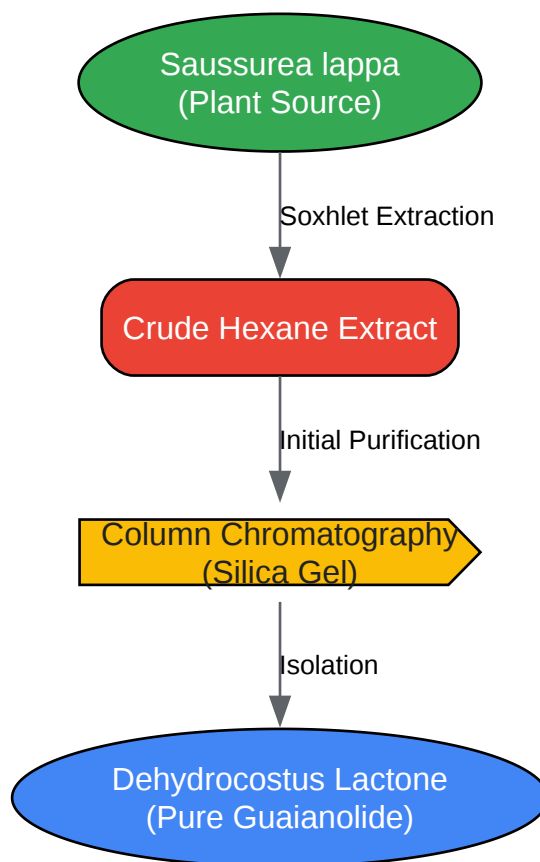 Saussurea lappa
(Plant Source)
Soxhlet Extraction
Crude Hexane Extract
Initial Purification
Column Chromatography
(Silica Gel)
Isolation
Dehydrocostus Lactone
(Pure Guaianolide)